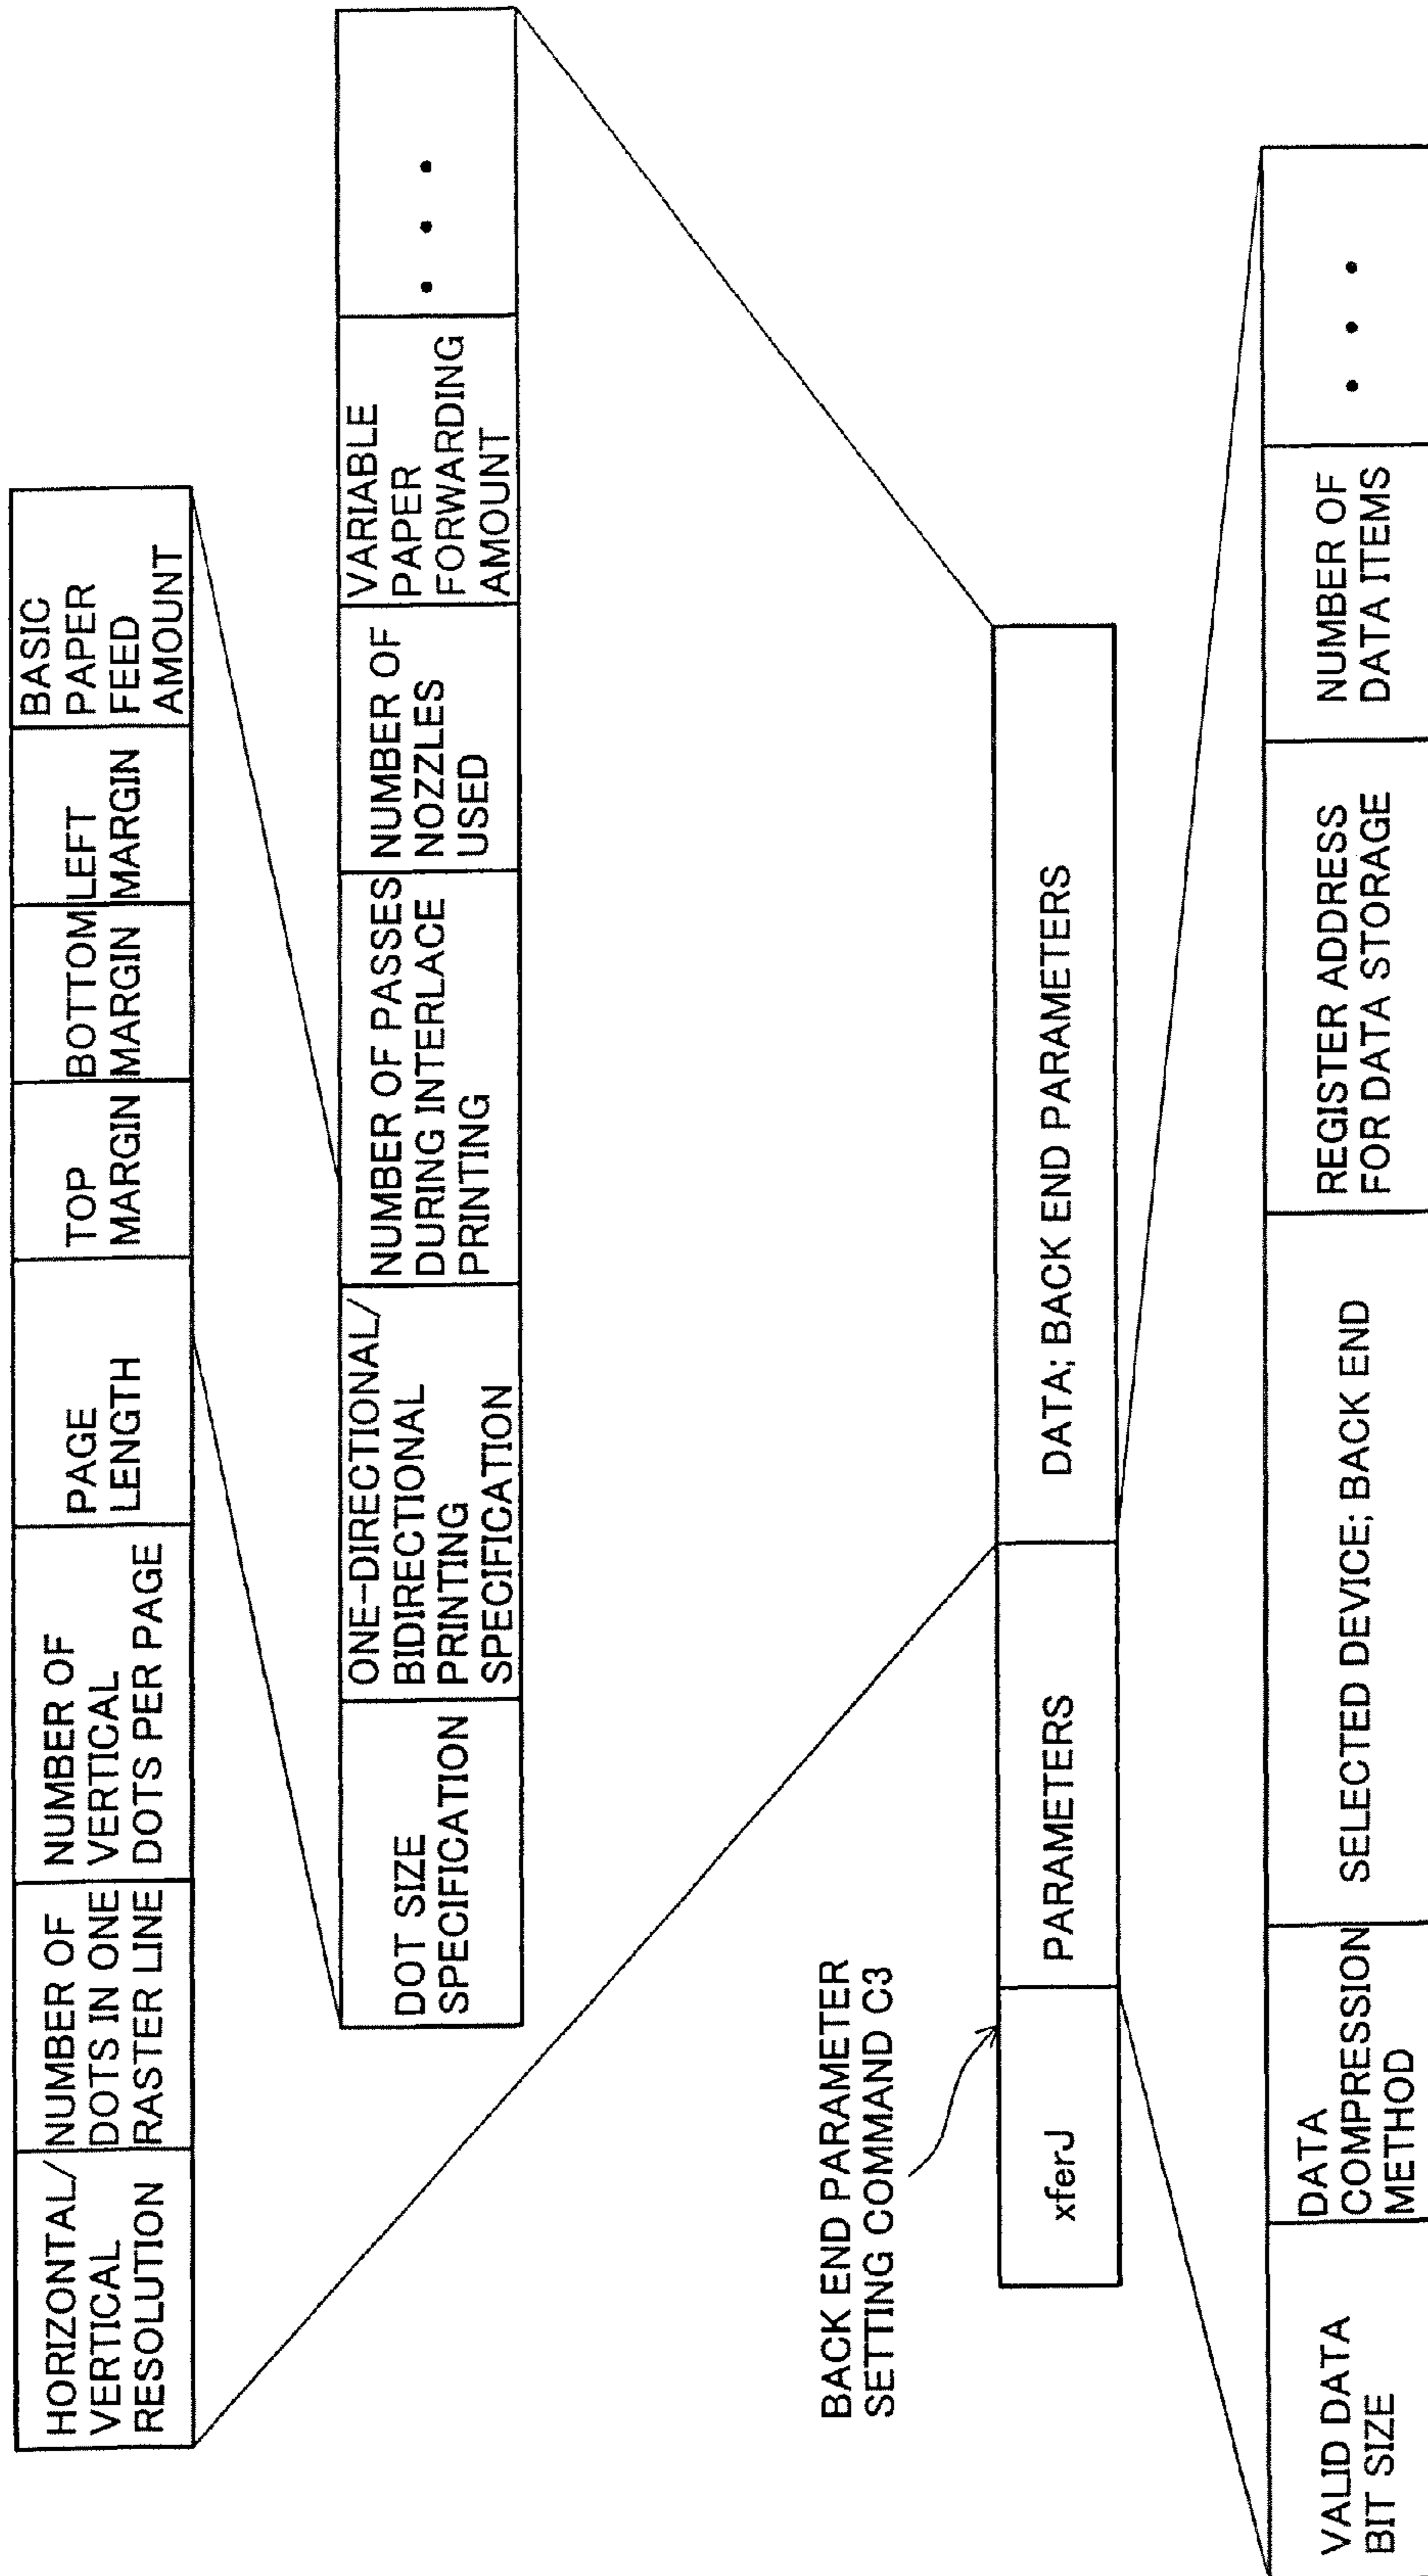 HORIZONTAL/
VERTICAL
RESOLUTION
NUMBER OF
DOTS IN ONE
RASTER LINE
NUMBER OF
VERTICAL
DOTS PER PAGE
PAGE
LENGTH
TOP
MARGIN
BOTTOM
MARGIN
LEFT
MARGIN
BASIC
PAPER
FEED
AMOUNT
DOT SIZE
SPECIFICATION
ONE-DIRECTIONAL/
BIDIRECTIONAL
PRINTING
SPECIFICATION
NUMBER OF PASSES
DURING INTERLACE
PRINTING
NUMBER OF
NOZZLES
USED
VARIABLE
PAPER
FORWARDING
AMOUNT
• • •
BACK END PARAMETER
SETTING COMMAND C3
xferJ
PARAMETERS
DATA; BACK END PARAMETERS
VALID DATA
BIT SIZE
DATA
COMPRESSION
METHOD
SELECTED DEVICE; BACK END
REGISTER ADDRESS
FOR DATA STORAGE
NUMBER OF
DATA ITEMS
• • •